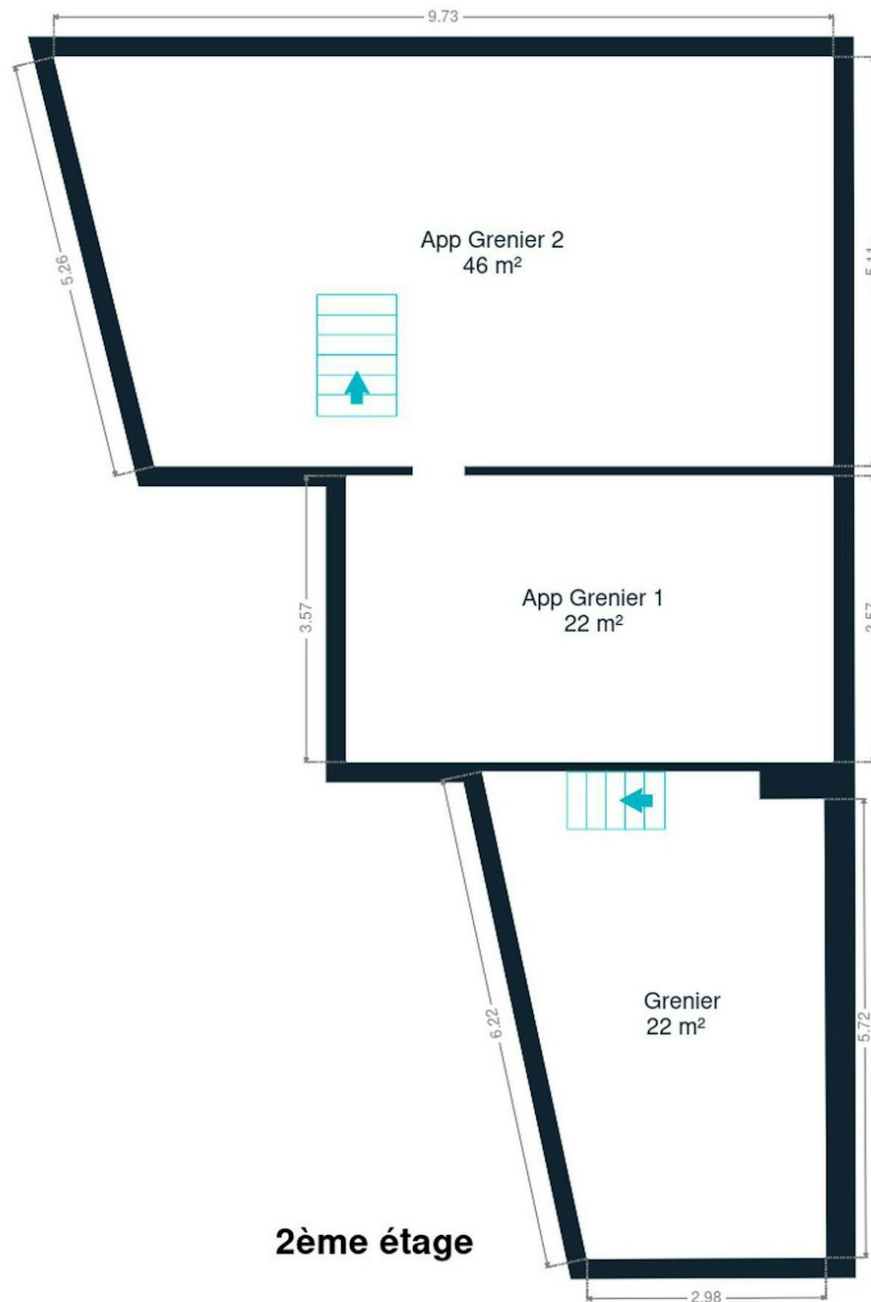 9.73
5.26
App Grenier 2
46 m²
3.57
App Grenier 1
22 m²
6.22
Grenier
22 m²
5.72
2ème étage
2.98